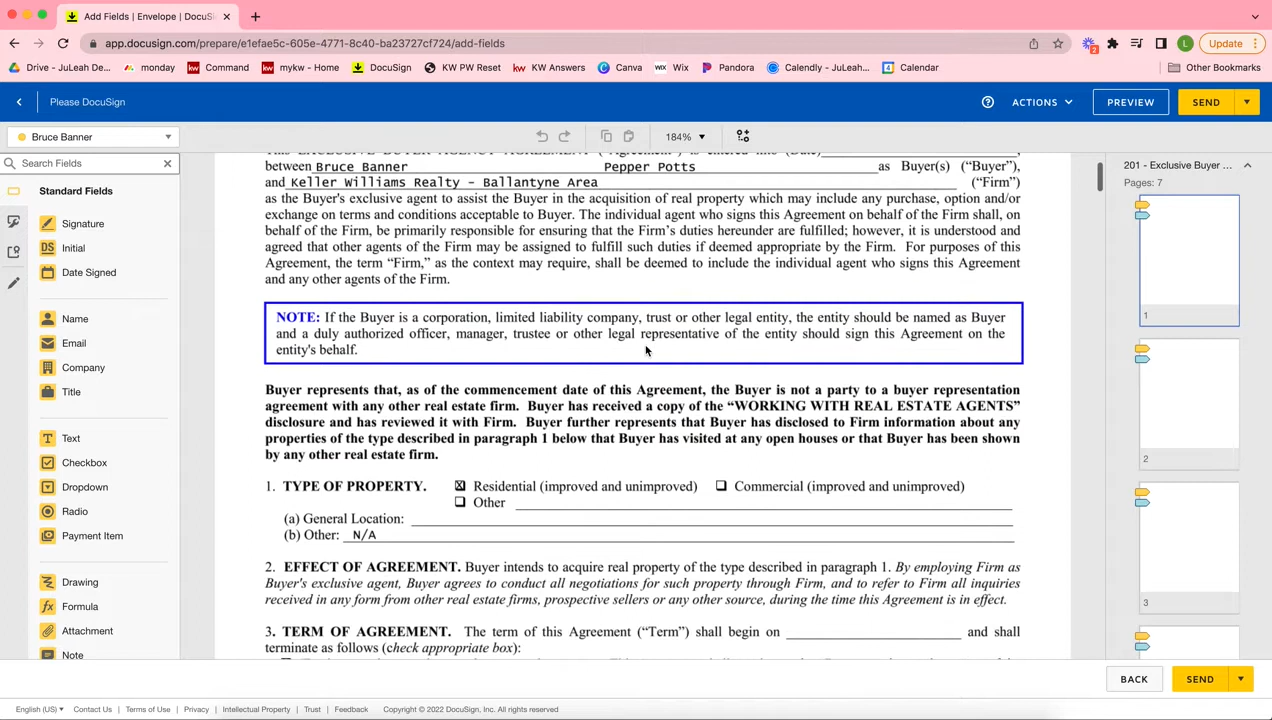 Add Fields | Envelope | DocuSi
app.docusign.com/prepare/e1efae5c-605e-4771-8c40-ba23727cf724/add-fields
2
L
Update
Drive - JuLeah De...
monday
kw Command
kw mykw - Home
DocuSign
KW PW Reset
kw KW Answers
Canva
WIX Wix
Pandora
Calendly - JuLeah...
Calendar
Other Bookmarks
Please DocuSign
ACTIONS
PREVIEW
SEND
Bruce Banner
184%
Search Fields
Standard Fields
Signature
DS Initial
Date Signed
Name
Email
Company
Title
T Text
Checkbox
Dropdown
Radio
Payment Item
Drawing
fx Formula
Attachment
Note
This EXCLUSIVE BUYER AGENCY AGREEMENT ("Agreement") is entered into (Date)
between Bruce Banner Pepper Potts as Buyer(s) (“Buyer”),
and Keller Williams Realty - Ballantyne Area (“Firm”)
as the Buyer's exclusive agent to assist the Buyer in the acquisition of real property which may include any purchase, option and/or
exchange on terms and conditions acceptable to Buyer. The individual agent who signs this Agreement on behalf of the Firm shall, on
behalf of the Firm, be primarily responsible for ensuring that the Firm’s duties hereunder are fulfilled; however, it is understood and
agreed that other agents of the Firm may be assigned to fulfill such duties if deemed appropriate by the Firm. For purposes of this
Agreement, the term “Firm,” as the context may require, shall be deemed to include the individual agent who signs this Agreement
and any other agents of the Firm.
NOTE: If the Buyer is a corporation, limited liability company, trust or other legal entity, the entity should be named as Buyer
and a duly authorized officer, manager, trustee or other legal representative of the entity should sign this Agreement on the
entity's behalf.
Buyer represents that, as of the commencement date of this Agreement, the Buyer is not a party to a buyer representation
agreement with any other real estate firm. Buyer has received a copy of the “WORKING WITH REAL ESTATE AGENTS”
disclosure and has reviewed it with Firm. Buyer further represents that Buyer has disclosed to Firm information about any
properties of the type described in paragraph 1 below that Buyer has visited at any open houses or that Buyer has been shown
by any other real estate firm.
1. TYPE OF PROPERTY. Residential (improved and unimproved) Commercial (improved and unimproved)
Other
(a) General Location:
(b) Other: N/A
2. EFFECT OF AGREEMENT. Buyer intends to acquire real property of the type described in paragraph 1. By employing Firm as
Buyer's exclusive agent, Buyer agrees to conduct all negotiations for such property through Firm, and to refer to Firm all inquiries
received in any form from other real estate firms, prospective sellers or any other source, during the time this Agreement is in effect.
3. TERM OF AGREEMENT. The term of this Agreement (“Term”) shall begin on and shall
terminate as follows (check appropriate box):
201 - Exclusive Buyer ...
Pages: 7
1
2
3
BACK
SEND
English (US)
Contact Us
Terms of Use
Privacy
Intellectual Property
Trust
Feedback
Copyright © 2022 DocuSign, Inc. All rights reserved